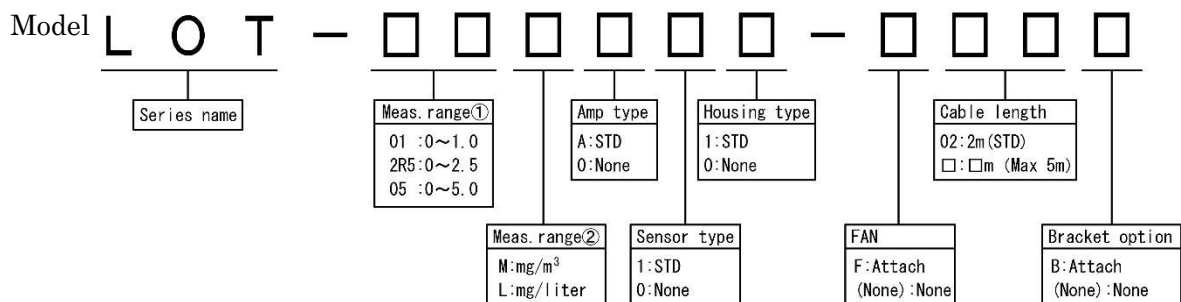 Model LOT-□□□□□□-□□□□
Series name
Meas.range①
01 :0～1.0
2R5:0～2.5
05 :0～5.0
Amp type
A:STD
0:None
Housing type
1:STD
0:None
Cable length
02:2m(STD)
□:□m (Max 5m)
Meas.range②
M:mg/m³
L:mg/liter
Sensor type
1:STD
0:None
FAN
F:Attach
(None):None
Bracket option
B:Attach
(None):None